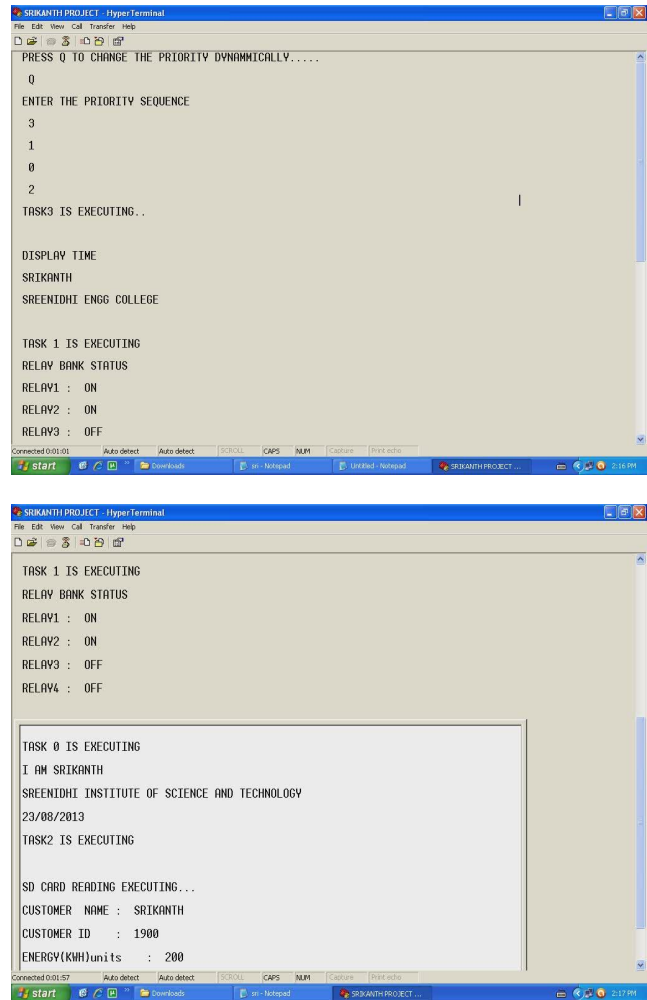 SRIKANTH PROJECT - HyperTerminal
File Edit View Call Transfer Help
PRESS Q TO CHANGE THE PRIORITY DYNAMMICALLY.....
Q
ENTER THE PRIORITY SEQUENCE
3
1
0
2
TASK3 IS EXECUTING..
DISPLAY TIME
SRIKANTH
SREENIDHI ENGG COLLEGE
TASK 1 IS EXECUTING
RELAY BANK STATUS
RELAY1 : ON
RELAY2 : ON
RELAY3 : OFF
Connected 0:01:01 Auto detect Auto detect SCROLL CAPS NUM Capture Print echo
start Downloads sri - Notepad Untitled - Notepad SRIKANTH PROJECT ... 2:16 PM
SRIKANTH PROJECT - HyperTerminal
File Edit View Call Transfer Help
TASK 1 IS EXECUTING
RELAY BANK STATUS
RELAY1 : ON
RELAY2 : ON
RELAY3 : OFF
RELAY4 : OFF
TASK 0 IS EXECUTING
I AM SRIKANTH
SREENIDHI INSTITUTE OF SCIENCE AND TECHNOLOGY
23/08/2013
TASK2 IS EXECUTING
SD CARD READING EXECUTING...
CUSTOMER NAME : SRIKANTH
CUSTOMER ID : 1900
ENERGY(KWH)units : 200
Connected 0:01:57 Auto detect Auto detect SCROLL CAPS NUM Capture Print echo
start Downloads sri - Notepad SRIKANTH PROJECT ... 2:17 PM